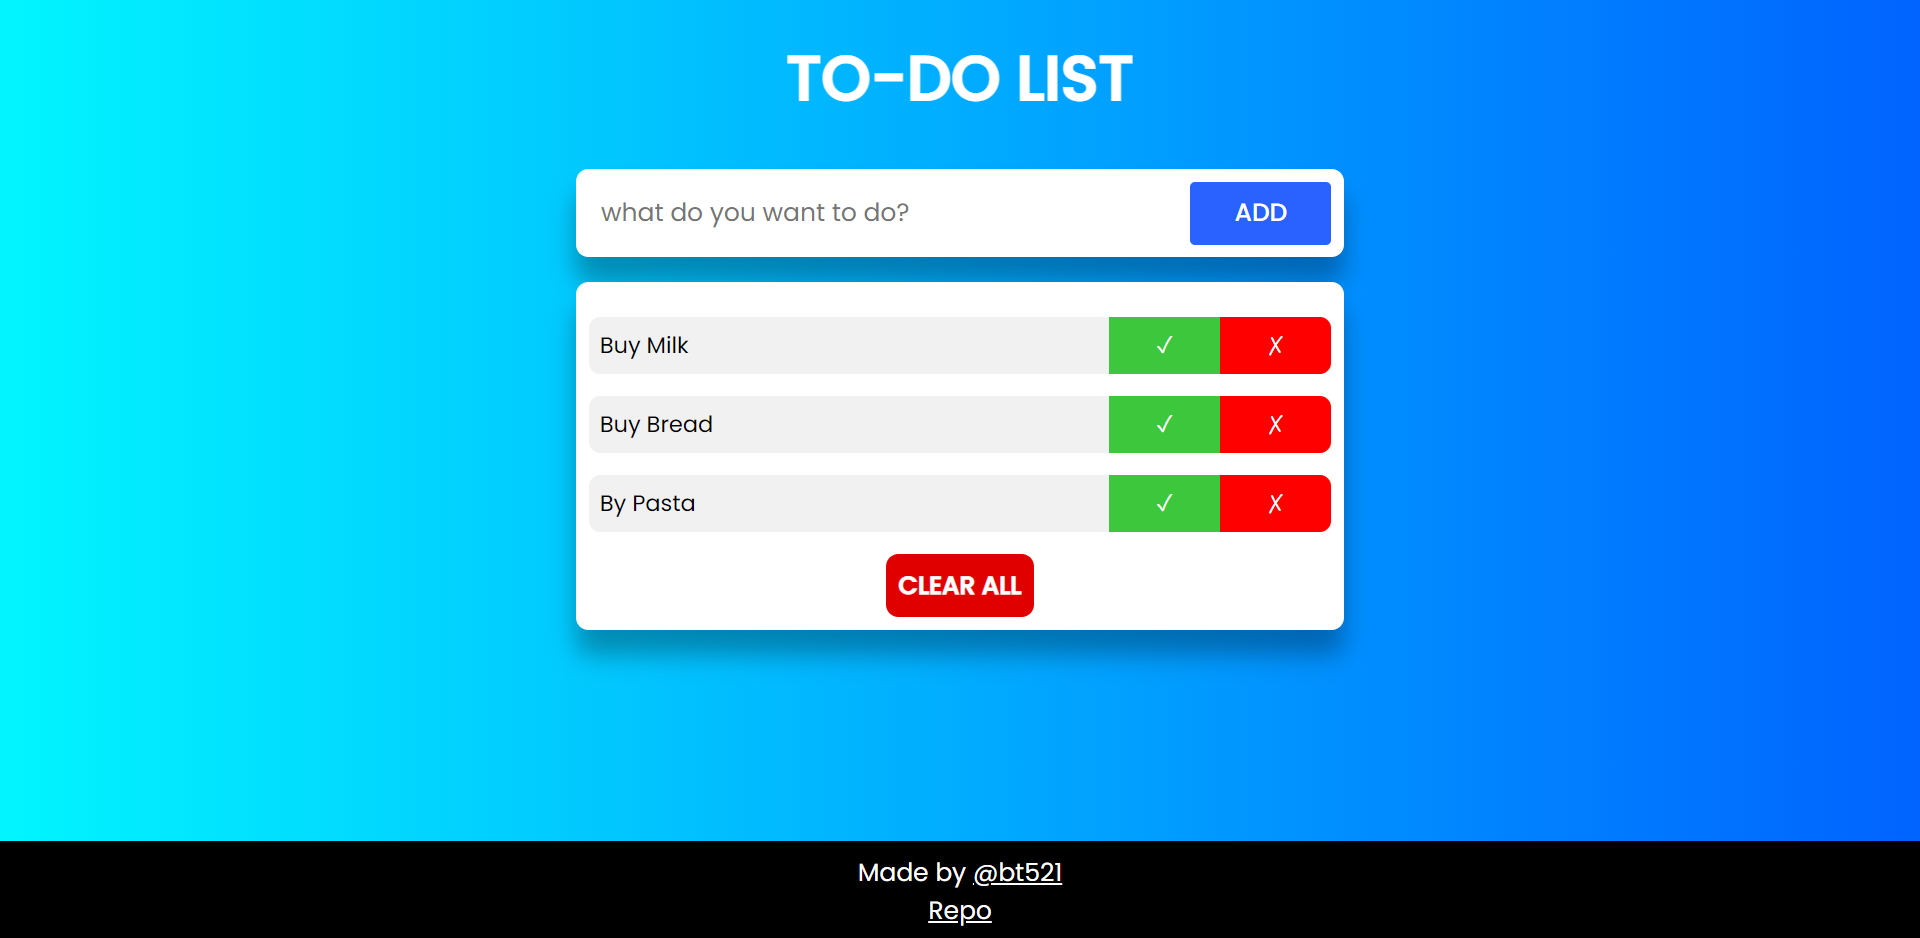 TO-DO LIST
what do you want to do? ADD
Buy Milk ✓ ✗
Buy Bread ✓ ✗
By Pasta ✓ ✗
CLEAR ALL
Made by @bt521
Repo